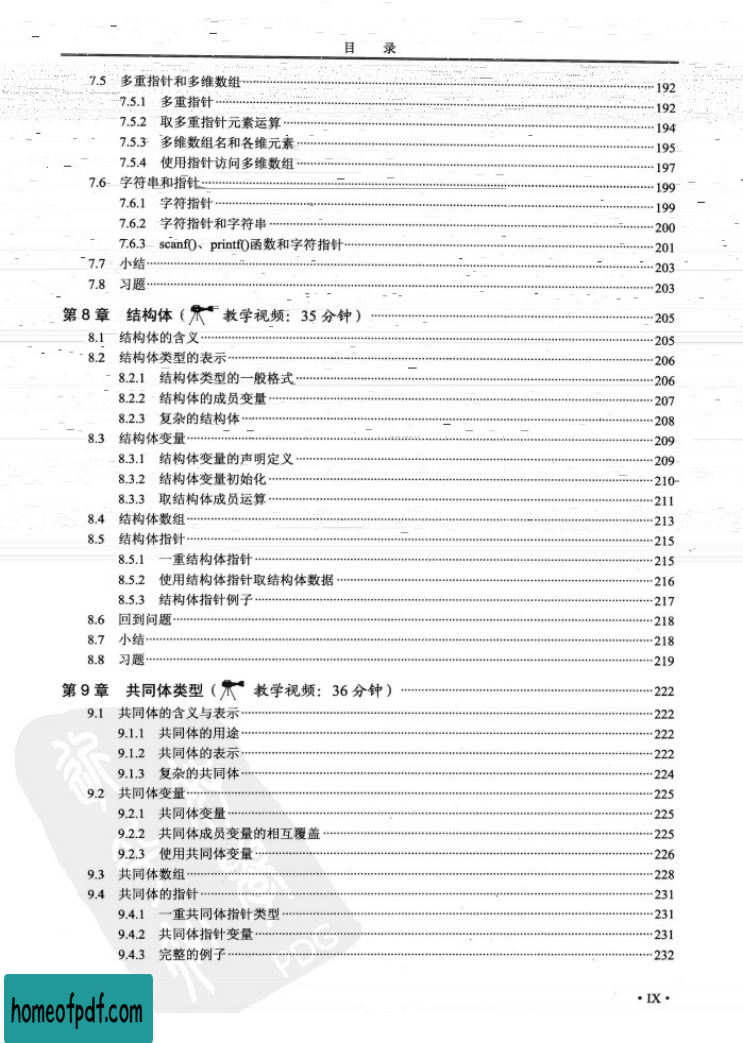 目 录
7.5 多重指针和多维数组……192
7.5.1 多重指针……192
7.5.2 取多重指针元素运算……194
7.5.3 多维数组名和各维元素……195
7.5.4 使用指针访问多维数组……197
7.6 字符串和指针……199
7.6.1 字符指针……199
7.6.2 字符指针和字符串……200
7.6.3 scanf()、printf()函数和字符指针……201
7.7 小结……203
7.8 习题……203
第 8 章 结构体（ 教学视频：35 分钟）……205
8.1 结构体的含义……205
8.2 结构体类型的表示……206
8.2.1 结构体类型的一般格式……206
8.2.2 结构体的成员变量……207
8.2.3 复杂的结构体……208
8.3 结构体变量……209
8.3.1 结构体变量的声明定义……209
8.3.2 结构体变量初始化……210
8.3.3 取结构体成员运算……211
8.4 结构体数组……213
8.5 结构体指针……215
8.5.1 一重结构体指针……215
8.5.2 使用结构体指针取结构体数据……216
8.5.3 结构体指针例子……217
8.6 回到问题……218
8.7 小结……218
8.8 习题……219
第 9 章 共同体类型（ 教学视频：36 分钟）……222
9.1 共同体的含义与表示……222
9.1.1 共同体的用途……222
9.1.2 共同体的表示……222
9.1.3 复杂的共同体……224
9.2 共同体变量……225
9.2.1 共同体变量……225
9.2.2 共同体成员变量的相互覆盖……225
9.2.3 使用共同体变量……226
9.3 共同体数组……228
9.4 共同体的指针……231
9.4.1 一重共同体指针类型……231
9.4.2 共同体指针变量……231
9.4.3 完整的例子……232
PDG
• IX •
homeofpdf.com